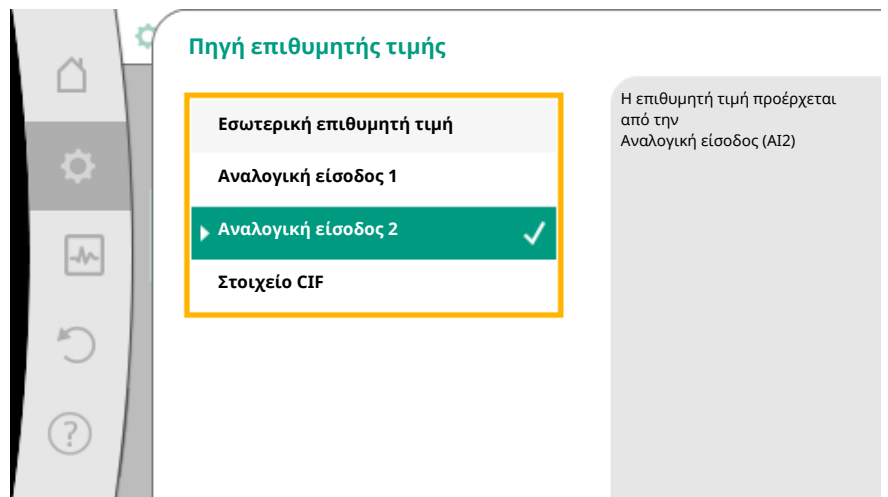 Πηγή επιθυμητής τιμής
Εσωτερική επιθυμητή τιμή
Αναλογική είσοδος 1
Αναλογική είσοδος 2
Στοιχείο CIF
Η επιθυμητή τιμή προέρχεται
από την
Αναλογική είσοδος (AI2)
?